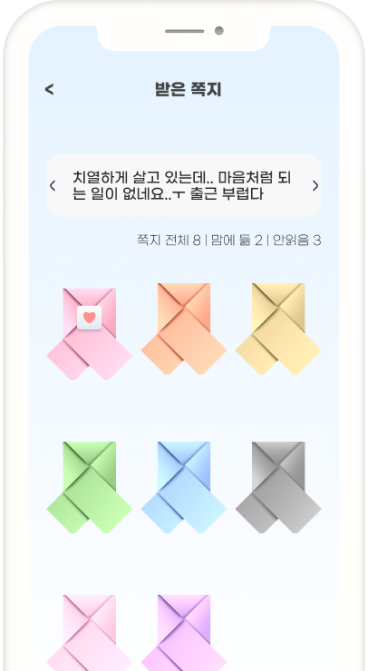 <
받은 쪽지
<
치열하게 살고 있는데.. 마음처럼 되
는 일이 없네요..ㅜ 출근 부럽다
>
쪽지 전체 8 | 맘에 듦 2 | 안읽음 3